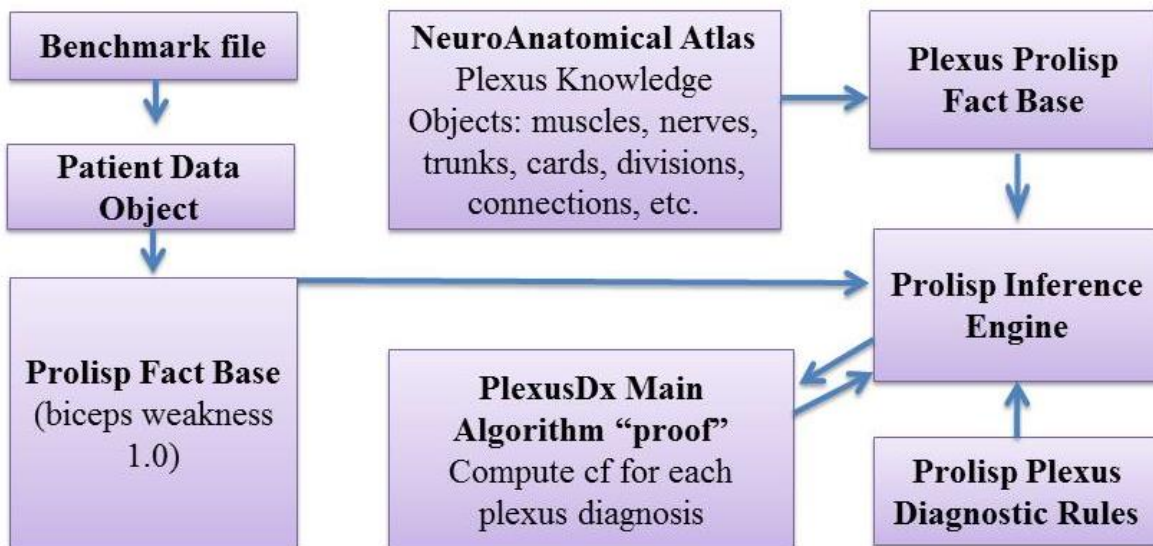 Benchmark file
Patient Data
Object
Prolisp Fact Base
(biceps weakness
1.0)
NeuroAnatomical Atlas
Plexus Knowledge
Objects: muscles, nerves,
trunks, cards, divisions,
connections, etc.
PlexusDx Main
Algorithm “proof”
Compute cf for each
plexus diagnosis
Plexus Prolisp
Fact Base
Prolisp Inference
Engine
Prolisp Plexus
Diagnostic Rules